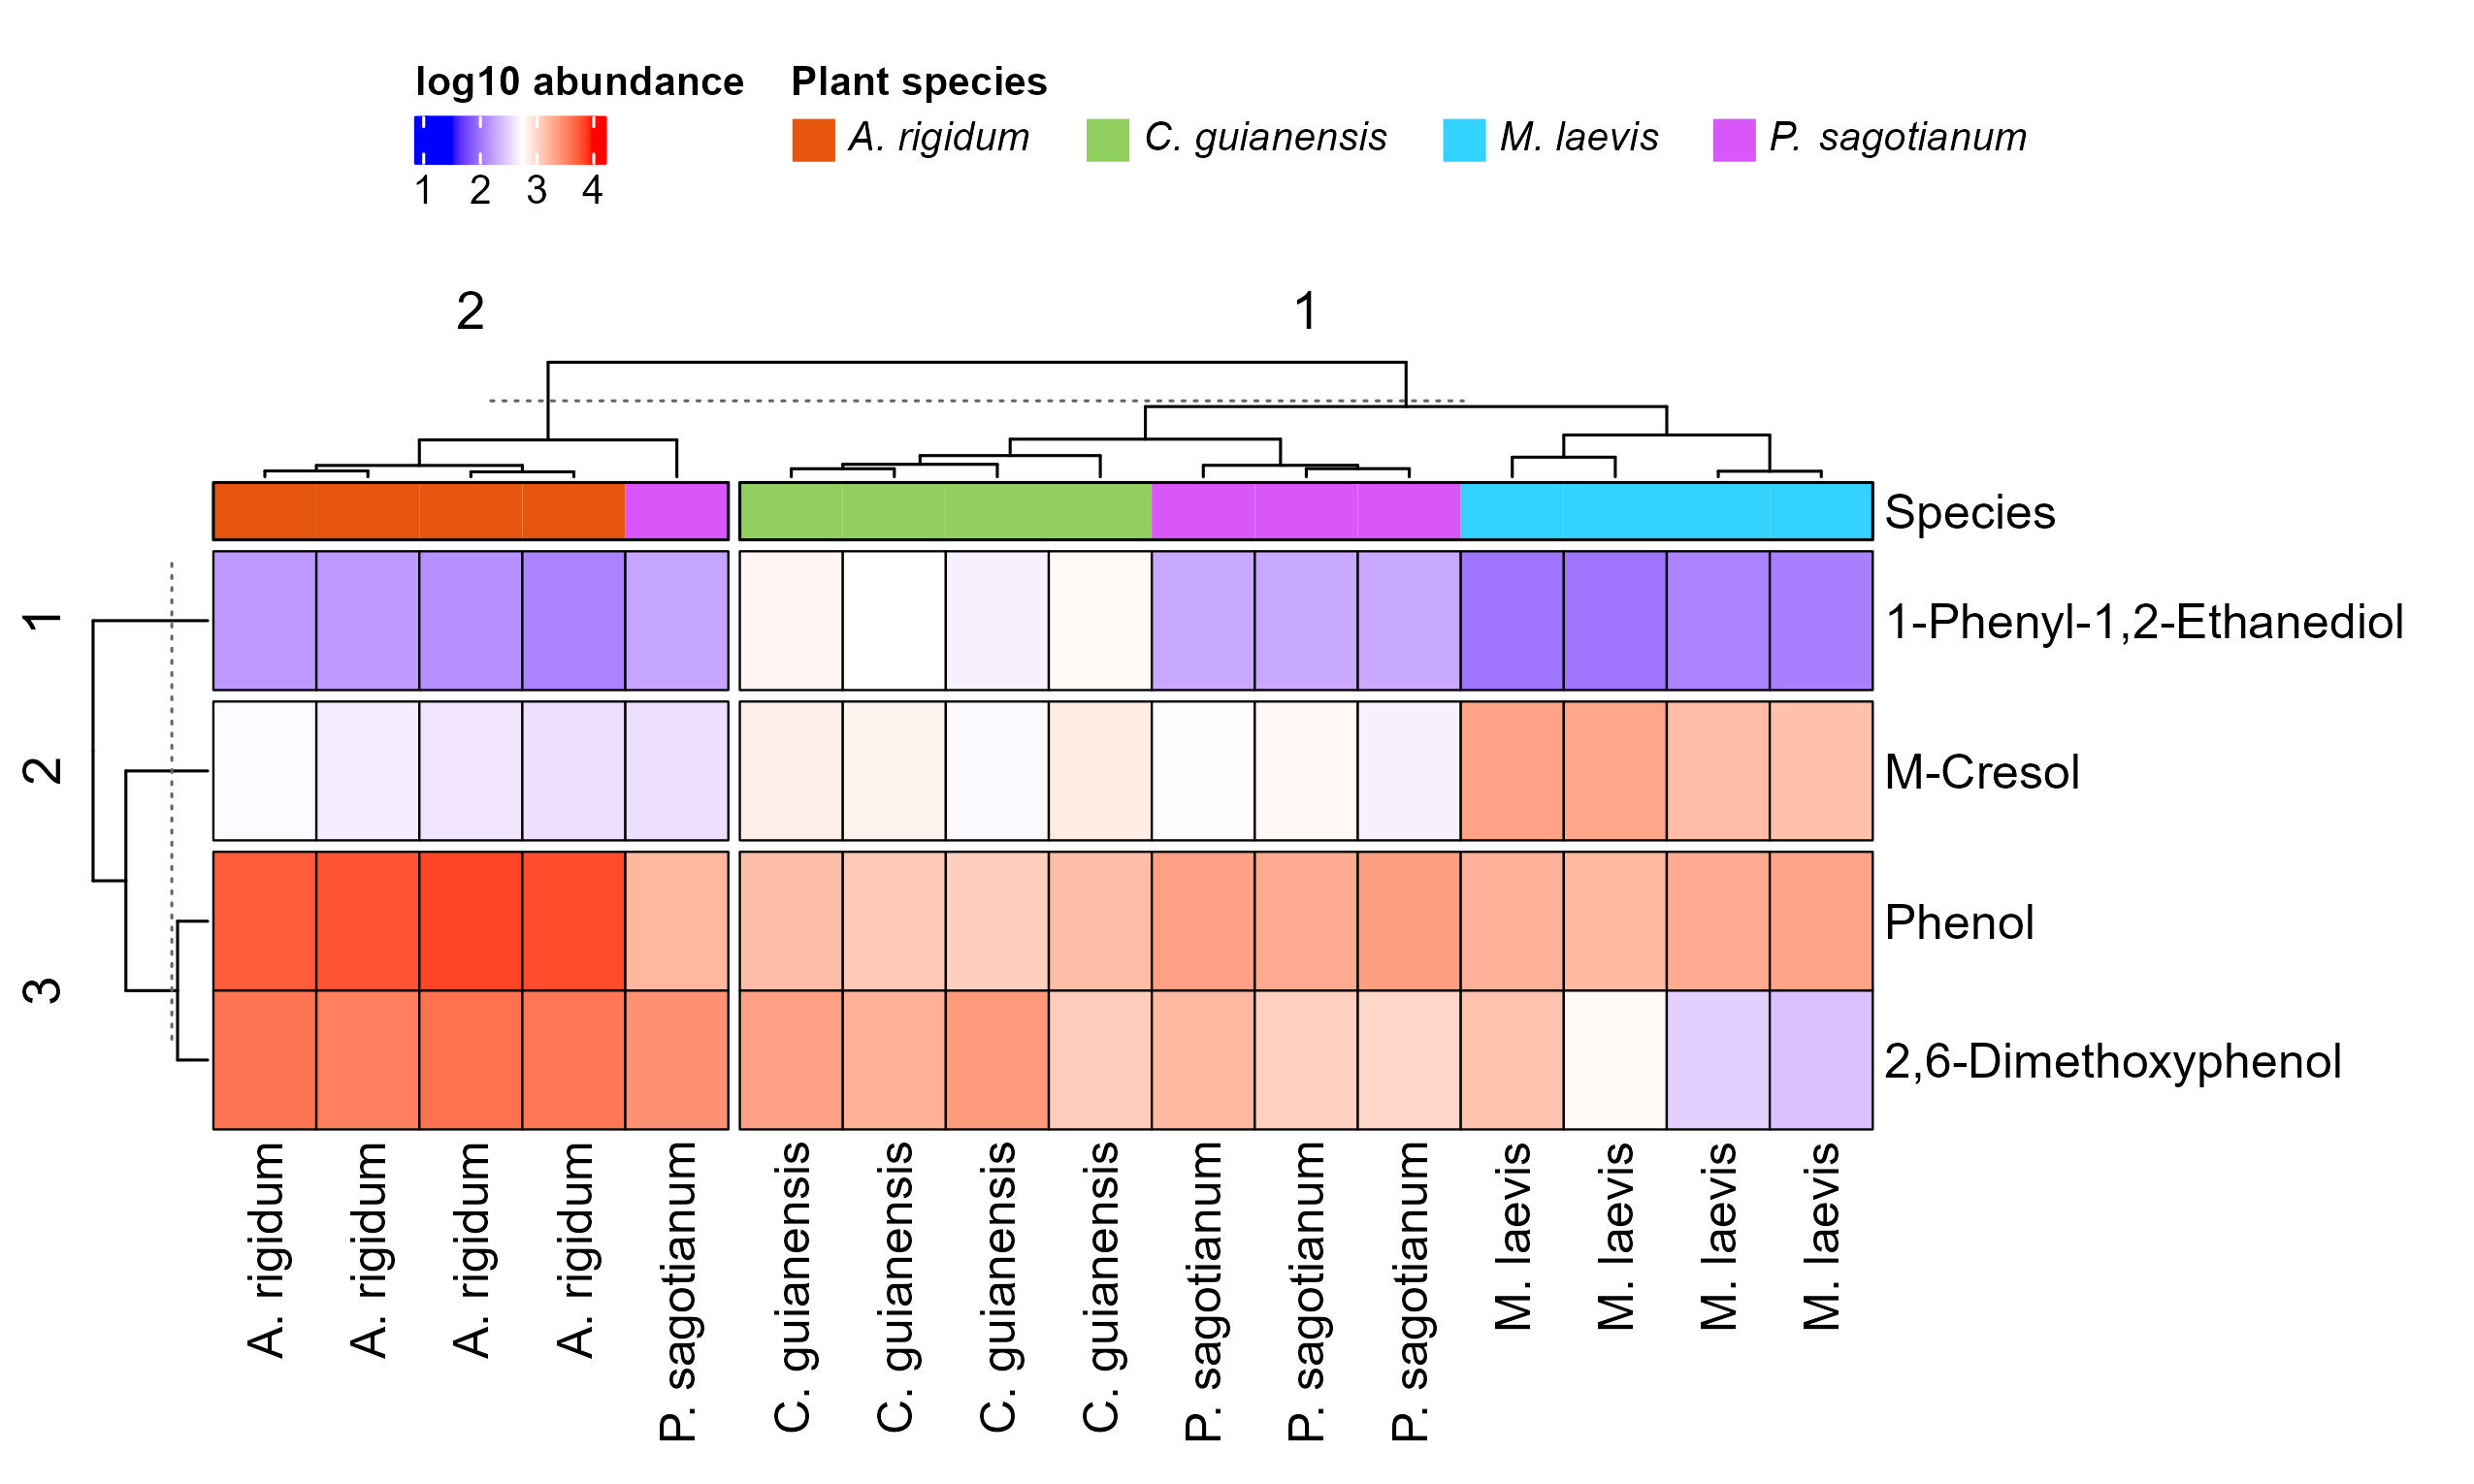 log10 abundance
1 2 3 4
Plant species
A. rigidum C. guianensis M. laevis P. sagotianum
2 1
Species
1 1-Phenyl-1,2-Ethanediol
2 M-Cresol
Phenol
3
2,6-Dimethoxyphenol
A. rigidum
A. rigidum
A. rigidum
A. rigidum
P. sagotianum
C. guianensis
C. guianensis
C. guianensis
C. guianensis
P. sagotianum
P. sagotianum
P. sagotianum
M. laevis
M. laevis
M. laevis
M. laevis